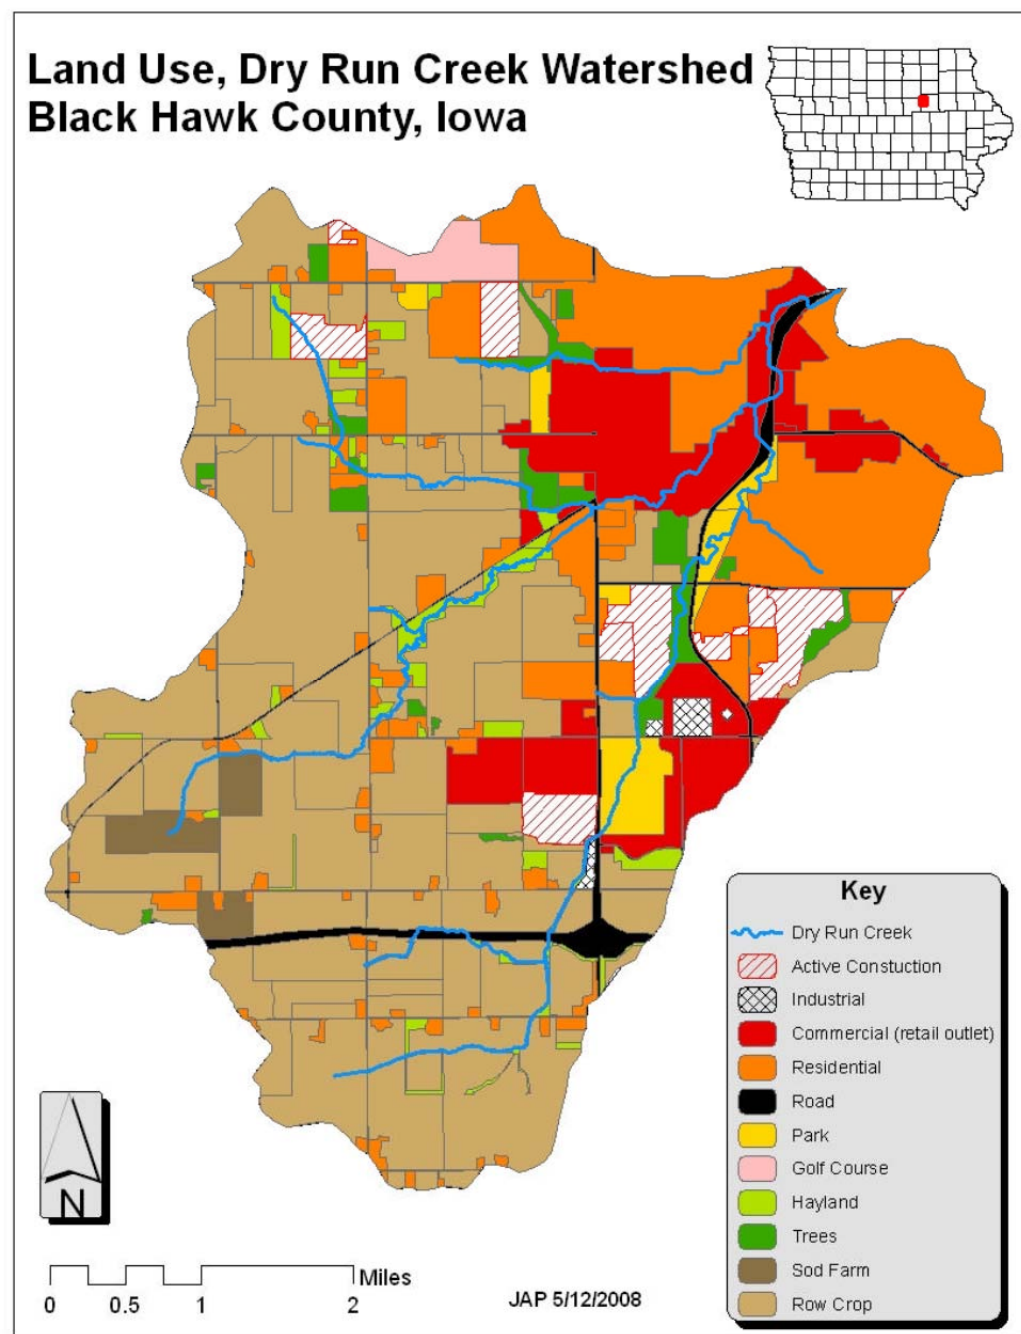 Land Use, Dry Run Creek Watershed
Black Hawk County, Iowa
Key
Dry Run Creek
Active Constuction
Industrial
Commercial (retail outlet)
Residential
Road
Park
Golf Course
Hayland
Trees
Sod Farm
Row Crop
N
Miles
0 0.5 1 2
JAP 5/12/2008